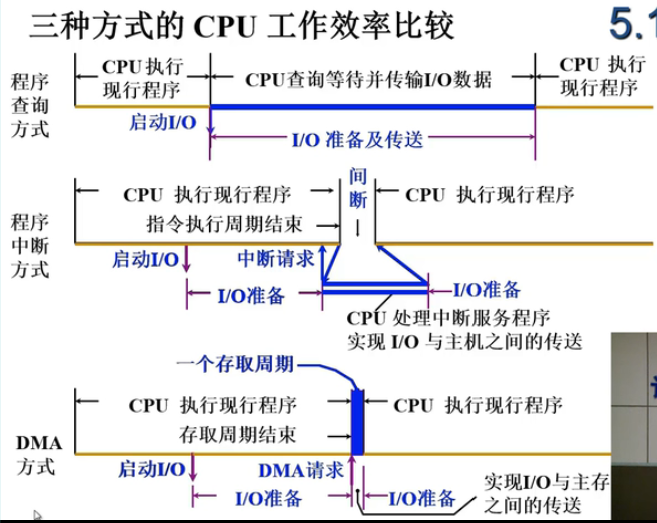 三种方式的 CPU 工作效率比较
5.1
程序
查询
方式
CPU执行
现行程序
CPU查询等待并传输I/O数据
CPU 执行
现行程序
启动I/O
I/O 准备及传送
程序
中断
方式
CPU 执行现行程序
间
断
CPU 执行现行程序
指令执行周期结束
启动I/O
中断请求
I/O准备
I/O准备
CPU 处理中断服务程序
实现 I/O 与主机之间的传送
DMA
方式
一个存取周期
CPU 执行现行程序
CPU 执行现行程序
存取周期结束
启动I/O
DMA请求
I/O准备
I/O准备
实现I/O与主存
之间的传送